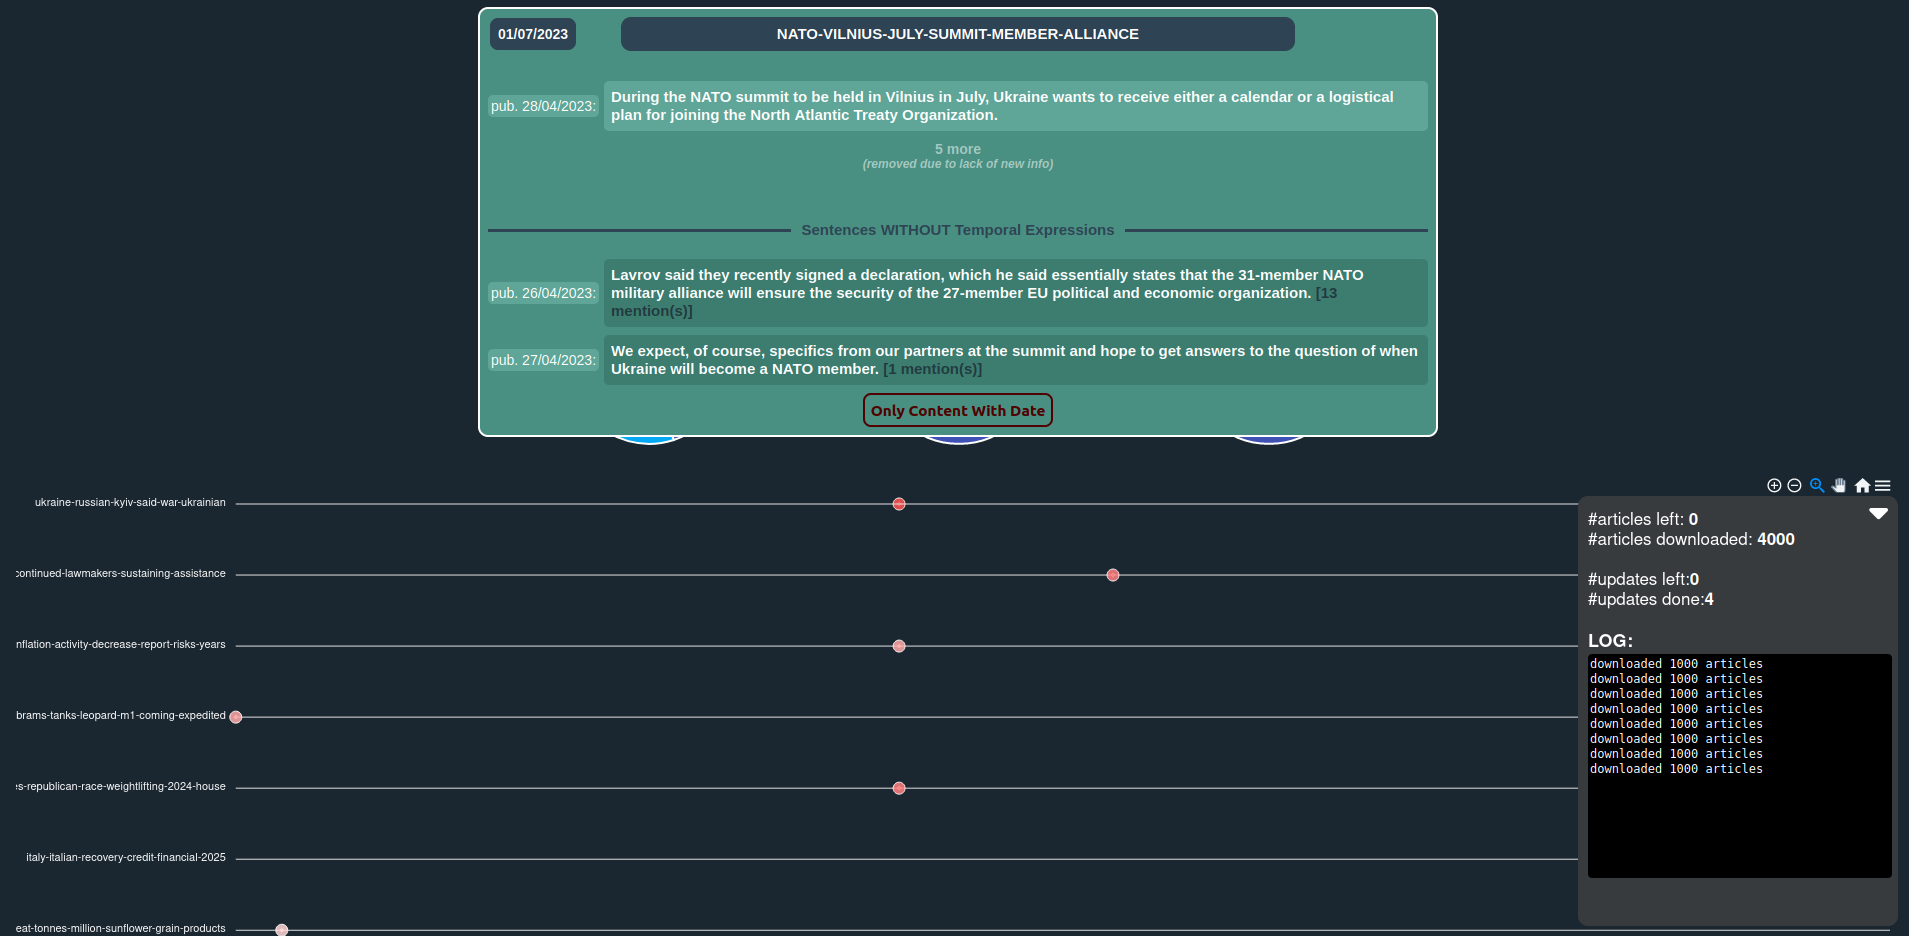 01/07/2023
NATO-VILNIUS-JULY-SUMMIT-MEMBER-ALLIANCE
pub. 28/04/2023:
During the NATO summit to be held in Vilnius in July, Ukraine wants to receive either a calendar or a logistical
plan for joining the North Atlantic Treaty Organization.
5 more
(removed due to lack of new info)
Sentences WITHOUT Temporal Expressions
pub. 26/04/2023:
Lavrov said they recently signed a declaration, which he said essentially states that the 31-member NATO
military alliance will ensure the security of the 27-member EU political and economic organization. [13
mention(s)]
pub. 27/04/2023:
We expect, of course, specifics from our partners at the summit and hope to get answers to the question of when
Ukraine will become a NATO member. [1 mention(s)]
Only Content With Date
ukraine-russian-kyiv-said-war-ukrainian
continued-lawmakers-sustaining-assistance
nflation-activity-decrease-report-risks-years
brams-tanks-leopard-m1-coming-expedited
s-republican-race-weightlifting-2024-house
italy-italian-recovery-credit-financial-2025
eat-tonnes-million-sunflower-grain-products
#articles left: 0
#articles downloaded: 4000
#updates left:0
#updates done:4
LOG:
downloaded 1000 articles
downloaded 1000 articles
downloaded 1000 articles
downloaded 1000 articles
downloaded 1000 articles
downloaded 1000 articles
downloaded 1000 articles
downloaded 1000 articles